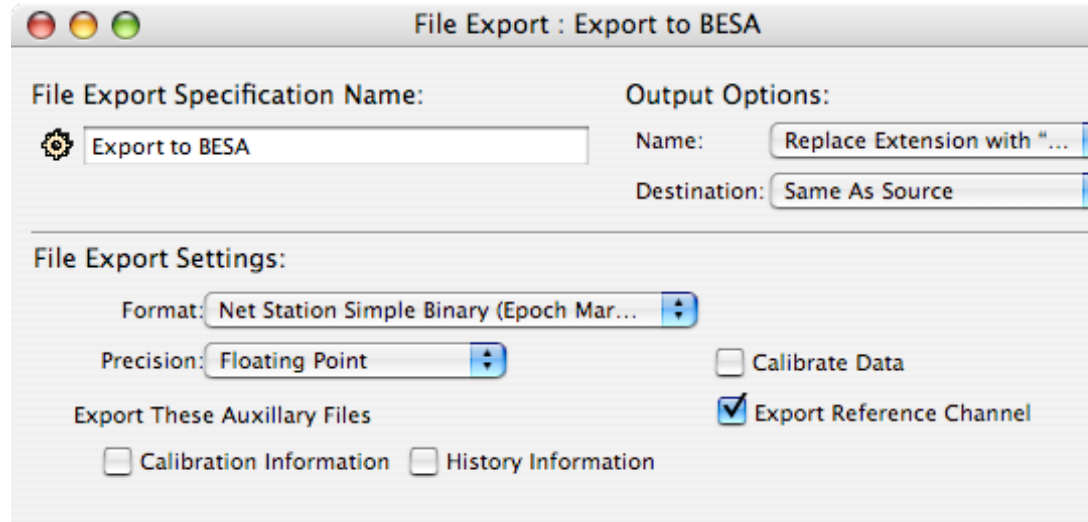 File Export : Export to BESA
File Export Specification Name:
Export to BESA
Output Options:
Name: Replace Extension with “...
Destination: Same As Source
File Export Settings:
Format: Net Station Simple Binary (Epoch Mar...
Precision: Floating Point
Calibrate Data
Export These Auxillary Files
Export Reference Channel
Calibration Information History Information